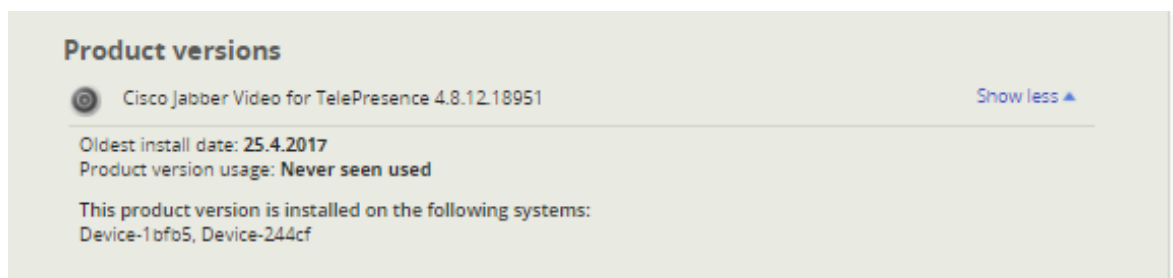 Product versions
Cisco Jabber Video for TelePresence 4.8.12.18951
Show less
Oldest install date: 25.4.2017
Product version usage: Never seen used
This product version is installed on the following systems:
Device-1bfb5, Device-244cf